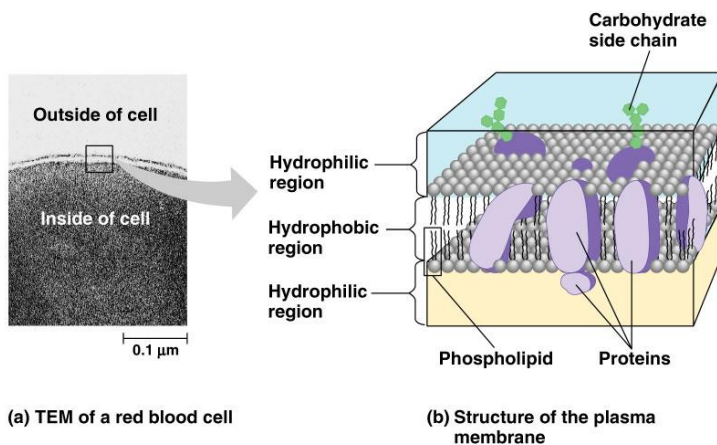 Carbohydrate
side chain
Outside of cell
Inside of cell
Hydrophilic
region
Hydrophobic
region
Hydrophilic
region
0.1 μm
Phospholipid
Proteins
(a) TEM of a red blood cell
(b) Structure of the plasma
membrane